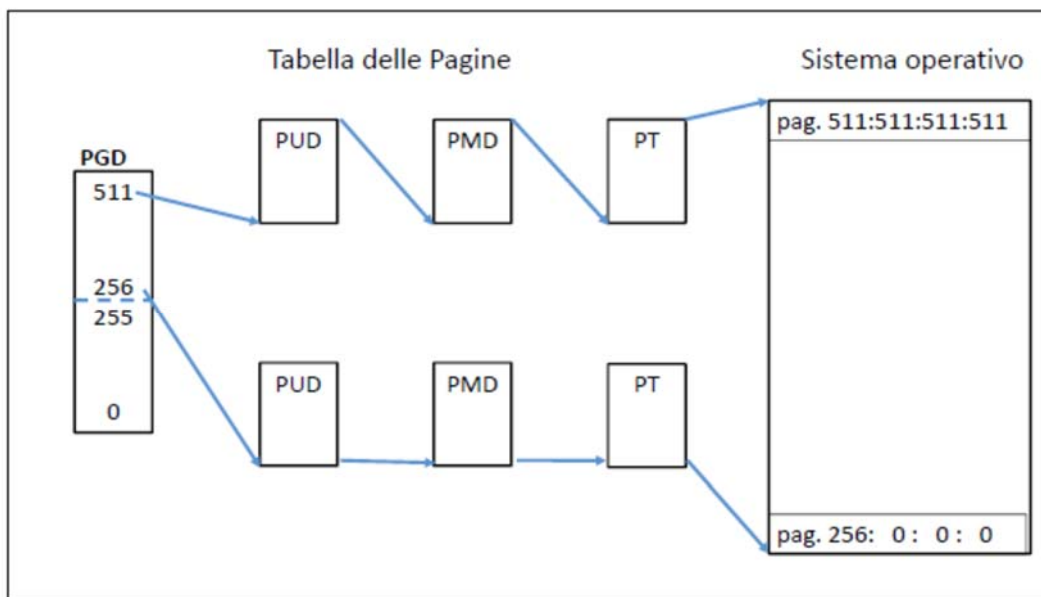 Tabella delle Pagine
Sistema operativo
PGD
511
256
255
0
PUD
PMD
PT
pag. 511:511:511:511
PUD
PMD
PT
pag. 256: 0 : 0 : 0